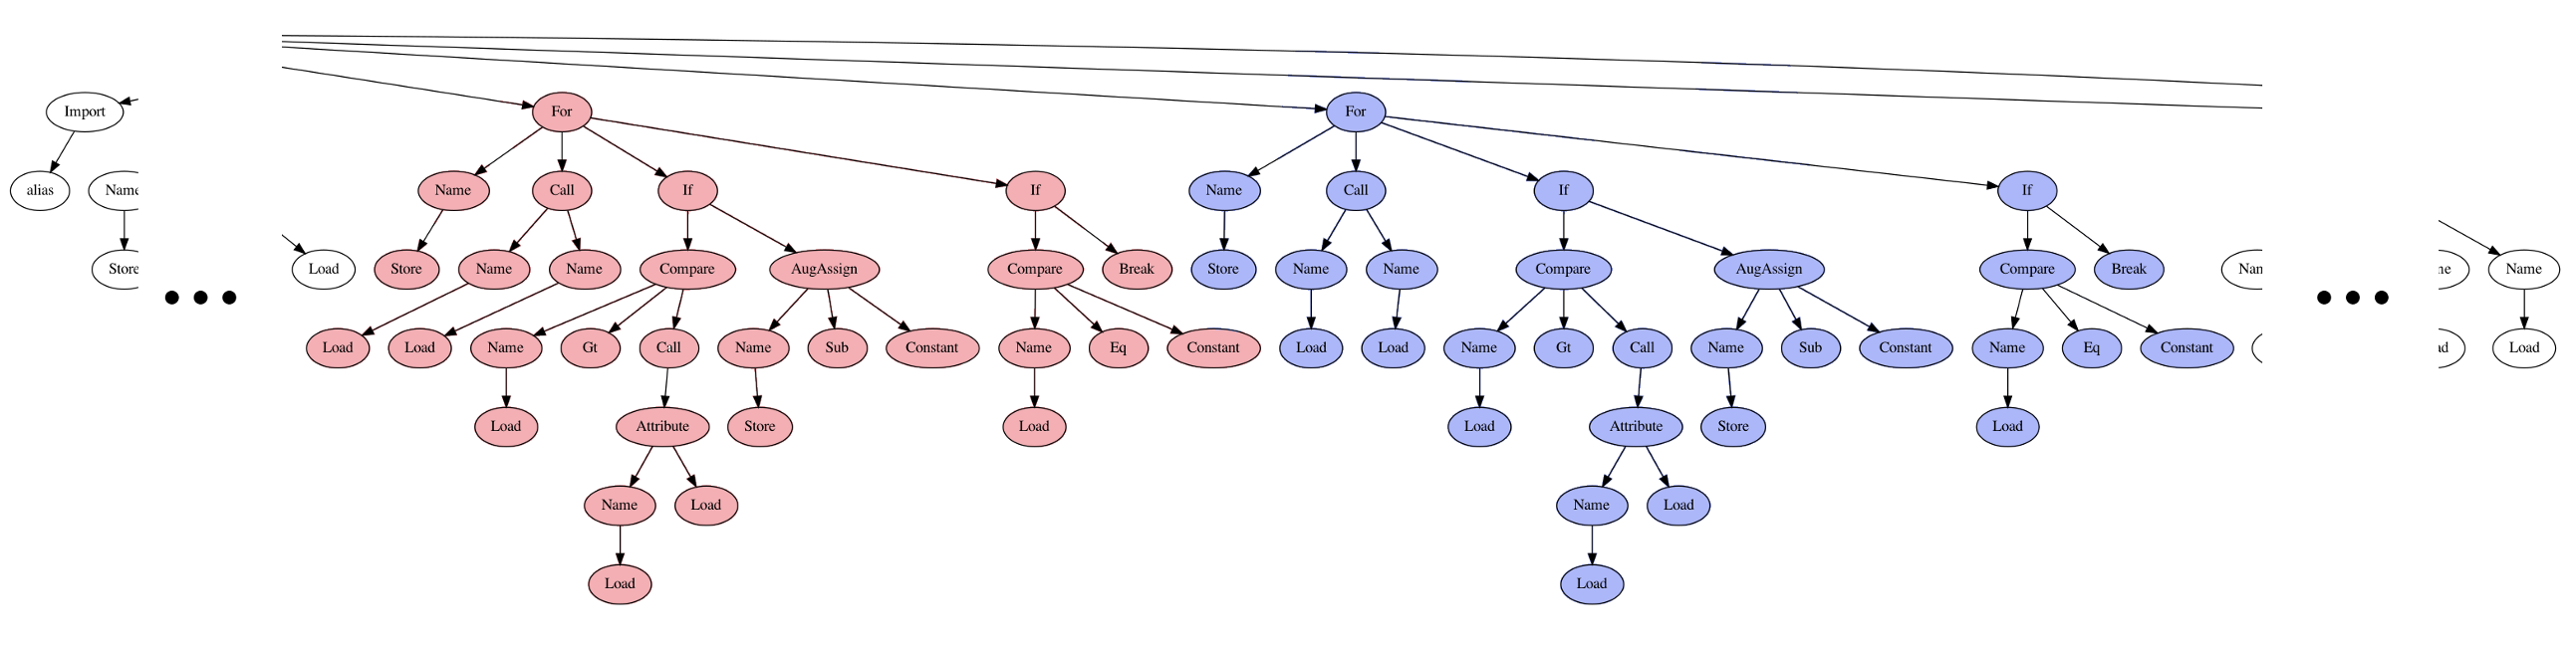 Import For For
alias Name Name Call If If Name Call If If
Store Load Store Name Name Compare AugAssign Compare Break Store Name Name Compare AugAssign Compare Break Name
Load Load Name Gt Call Name Sub Constant Name Eq Constant Load Load Name Gt Call Name Sub Constant Name Eq Constant Load
Load Attribute Store Load Load Attribute Store Load
Name Load Name Load
Load Load